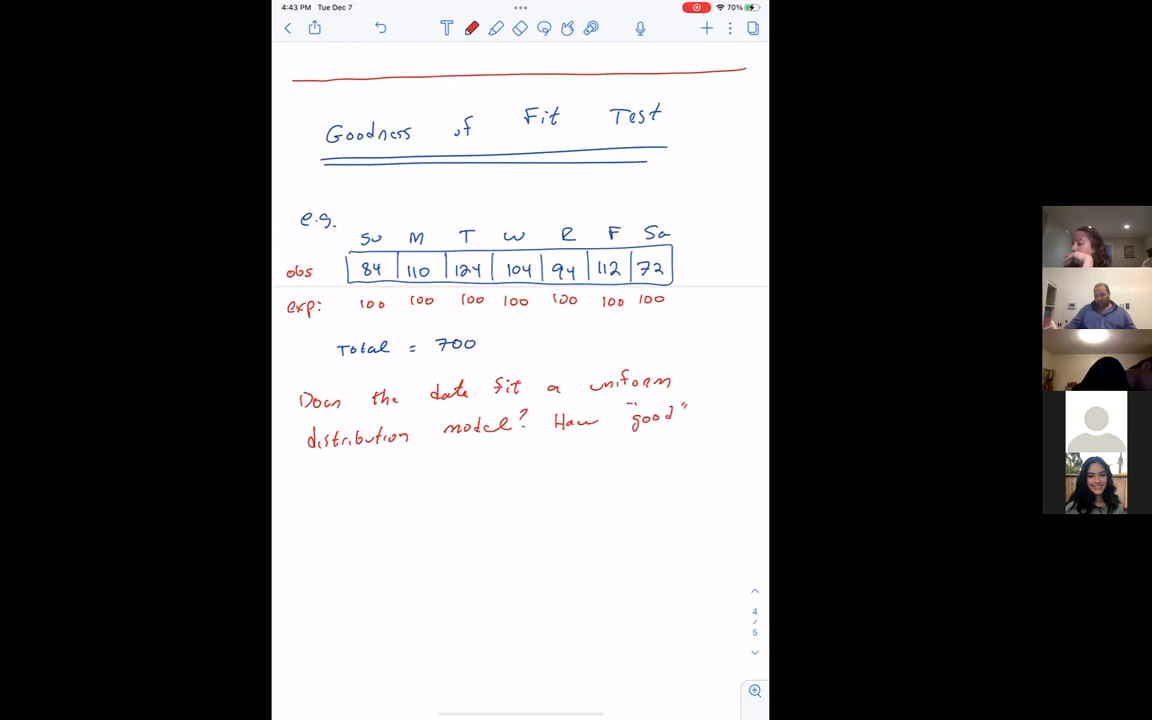 4:43 PM Tue Dec 7
70%
T
Goodness of Fit Test
e.g.
Su M T W R F Sa
obs 84 110 124 104 94 112 72
exp: 100 100 100 100 100 100 100
Total = 700
Does the data fit a uniform
distribution model? How "good"
4
/
5